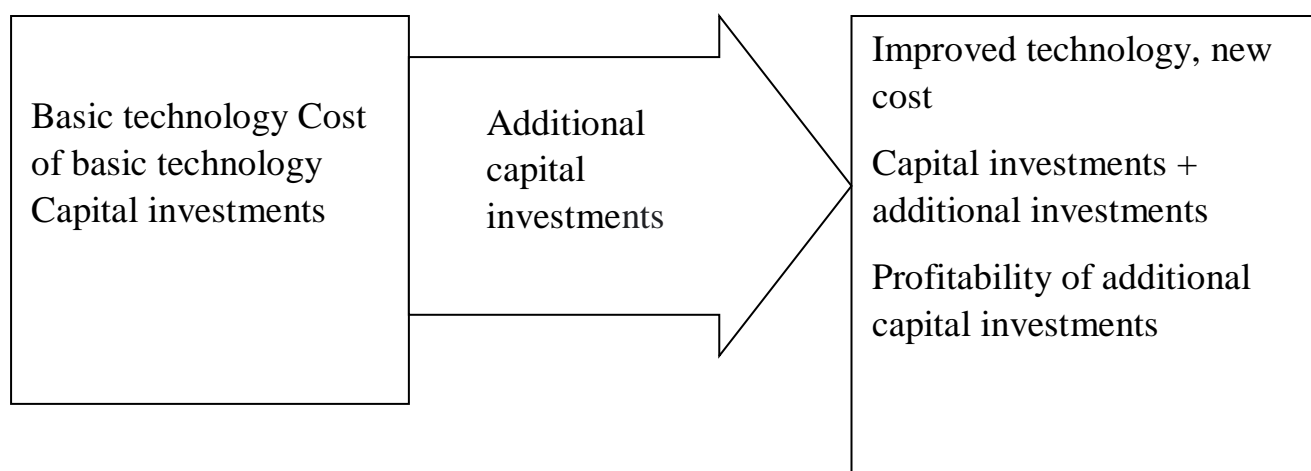 Basic technology Cost
of basic technology
Capital investments
Additional
capital
investments
Improved technology, new
cost
Capital investments +
additional investments
Profitability of additional
capital investments